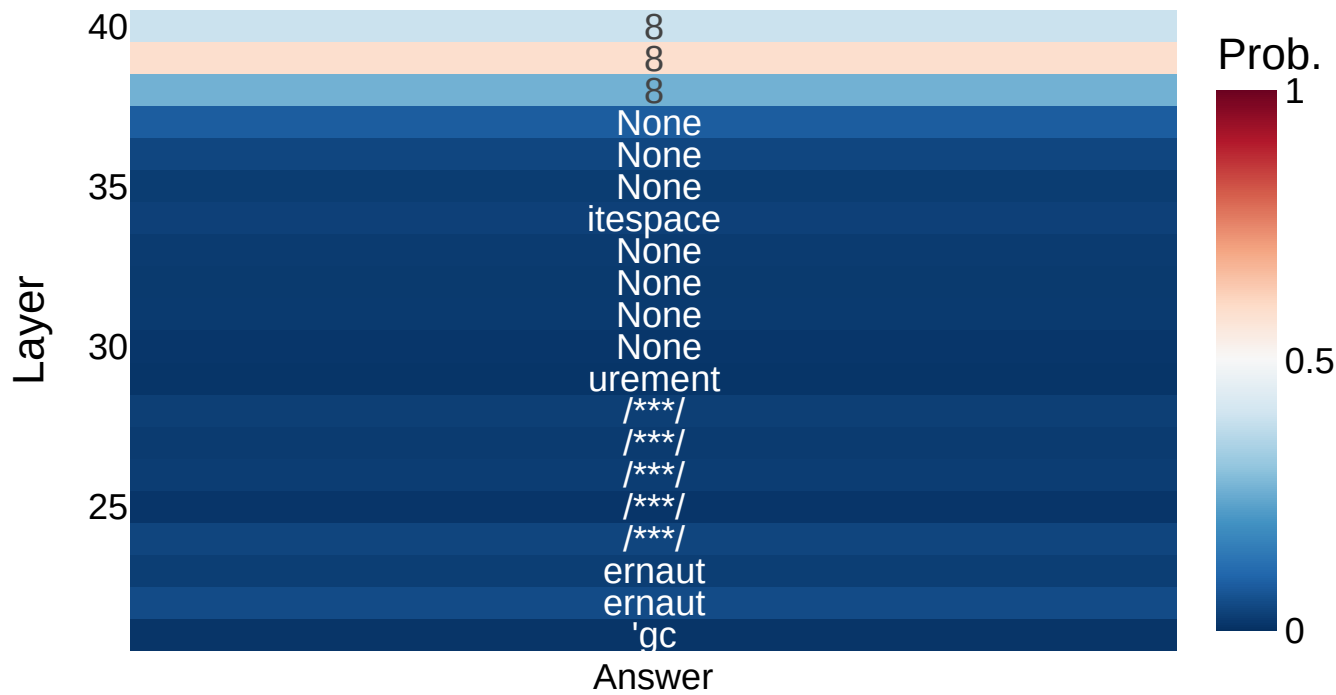 40
8
8
8
None
None
35
None
itespace
None
None
None
30
None
urement
/***/
/***/
/***/
25
/***/
/***/
ernaut
ernaut
'gc
Layer
Answer
Prob.
1
0.5
0